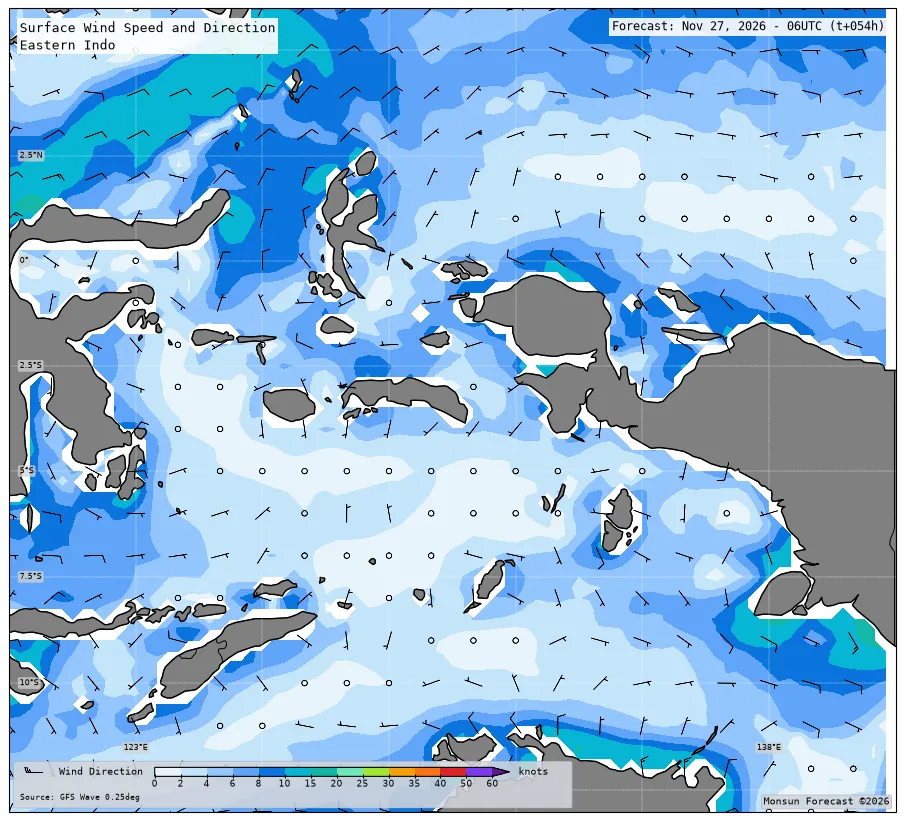 Surface Wind Speed and Direction
Eastern Indo
Forecast: Nov 27, 2026 - 06UTC (t+054h)
2.5°N
0°
2.5°S
5°S
7.5°S
10°S
123°E
138°E
Wind Direction
0 2 4 6 8 10 15 20 25 30 35 40 50 60
knots
Source: GFS Wave 0.25deg
Monsun Forecast ©2026